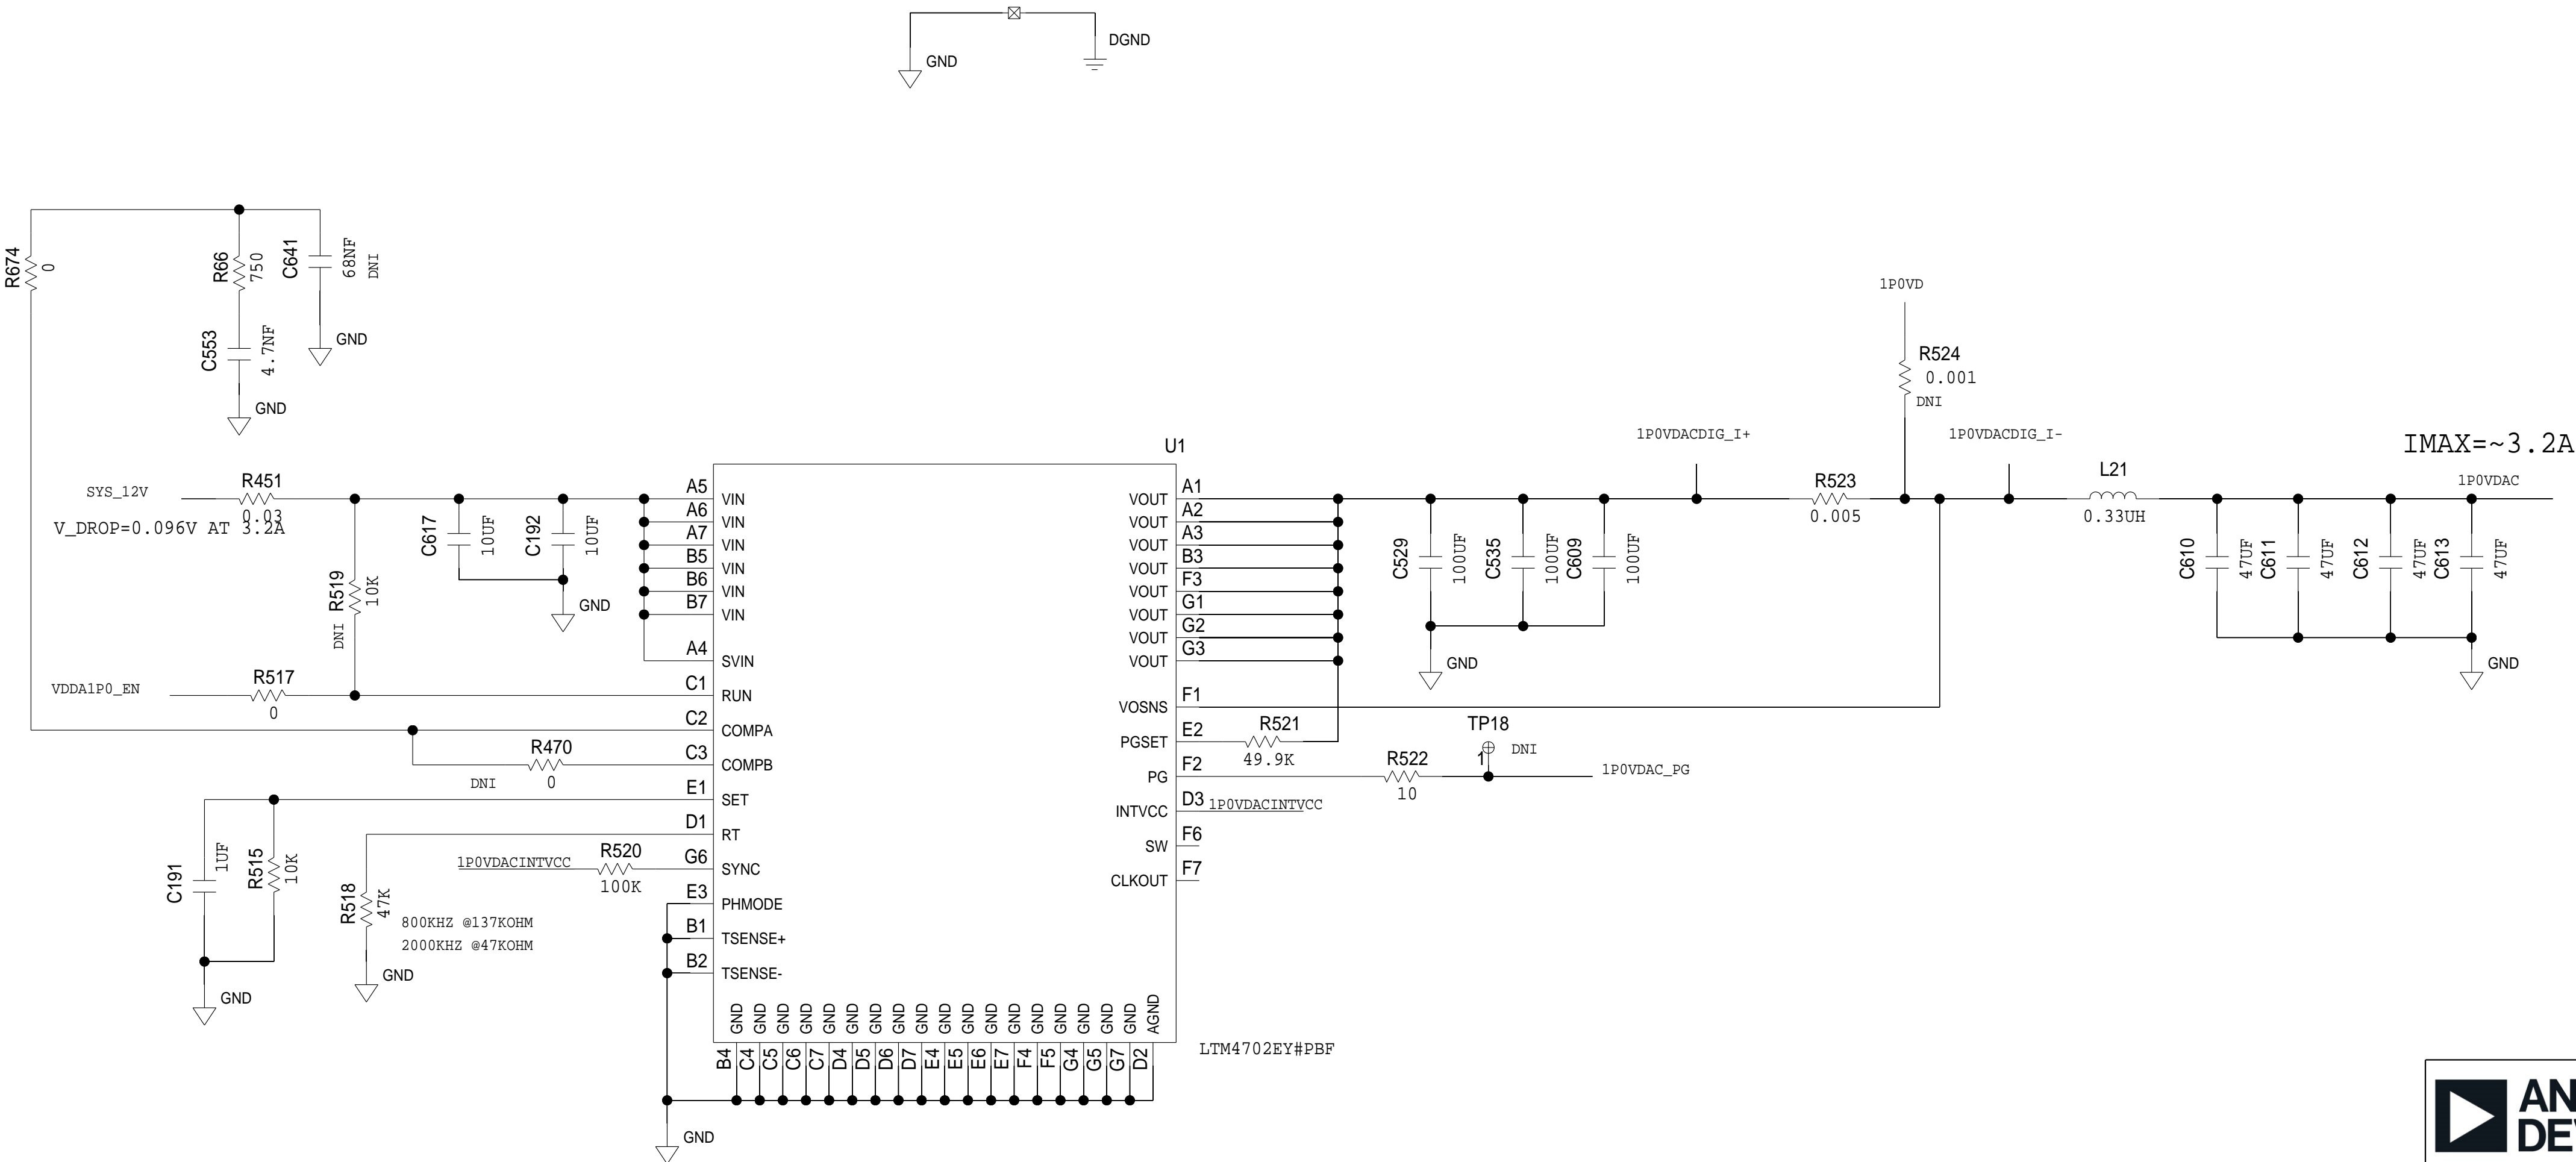 GND
DGND
R674
0
R66
750
C641
68NF
DNI
GND
C553
4.7NF
GND
1P0VD
R524
0.001
DNI
1P0VDACDIG_I+
1P0VDACDIG_I-
IMAX=~3.2A
U1
SYS_12V
R451
0.03
V_DROP=0.096V AT 3.2A
R519
10K
DNI
C617
10UF
C192
10UF
GND
VDDA1P0_EN
R517
0
R470
DNI
0
C191
1UF
R515
10K
GND
R518
47K
800KHZ @137KOHM
2000KHZ @47KOHM
GND
1P0VDACINTVCC
R520
100K
A5 VIN
A6 VIN
A7 VIN
B5 VIN
B6 VIN
B7 VIN
A4 SVIN
C1 RUN
C2 COMPA
C3 COMPB
E1 SET
D1 RT
G6 SYNC
E3 PHMODE
B1 TSENSE+
B2 TSENSE-
VOUT A1
VOUT A2
VOUT A3
VOUT B3
VOUT F3
VOUT G1
VOUT G2
VOUT G3
VOSNS F1
PGSET E2
PG F2
INTVCC D3
SW F6
CLKOUT F7
GND GND GND GND GND GND GND GND GND GND GND GND GND GND GND GND GND GND AGND
B4 C4 C5 C6 C7 D4 D5 D6 D7 E4 E5 E6 E7 F4 F5 G4 G5 G7 D2
GND
LTM4702EY#PBF
C529
100UF
C535
100UF
C609
100UF
GND
R523
0.005
L21
0.33UH
1P0VDAC
C610
47UF
C611
47UF
C612
47UF
C613
47UF
GND
R521
49.9K
TP18
1
DNI
R522
10
1P0VDAC_PG
1P0VDACINTVCC
AN
DE